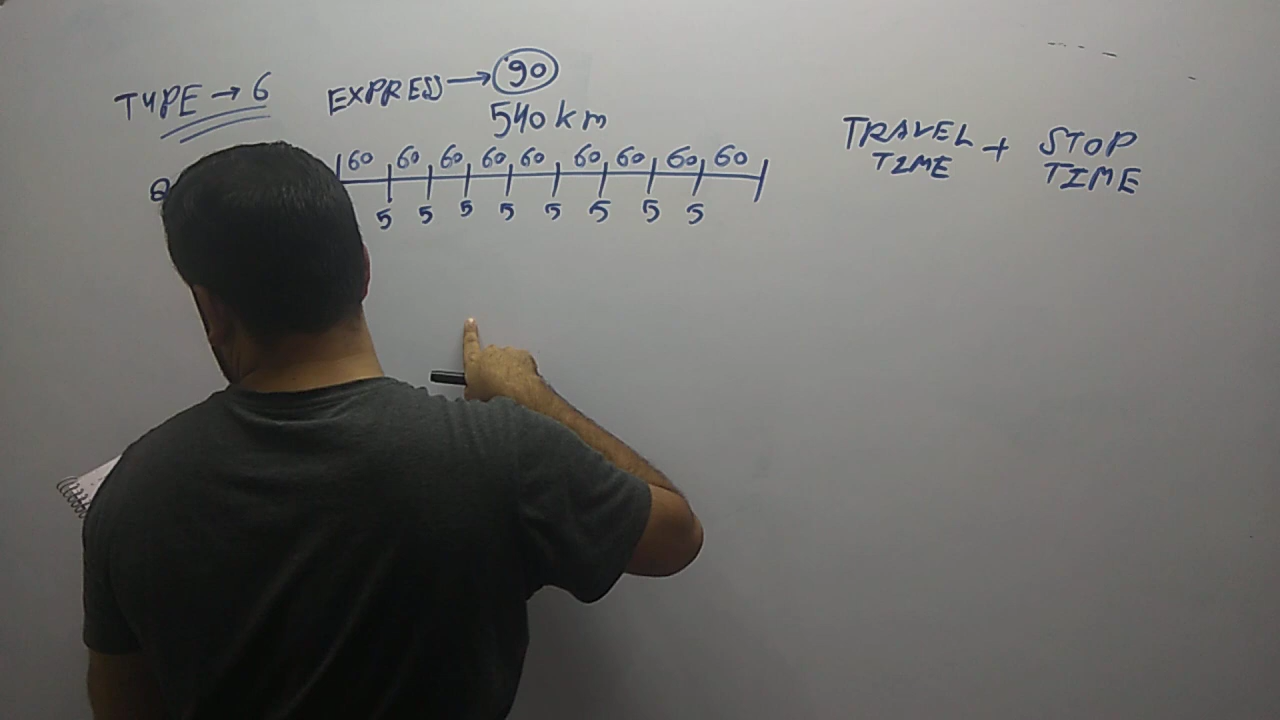 TYPE → 6 EXPRESS → 90
540 km
60 60 60 60 60 60 60 60 60
5 5 5 5 5 5 5 5
TRAVEL TIME + STOP TIME